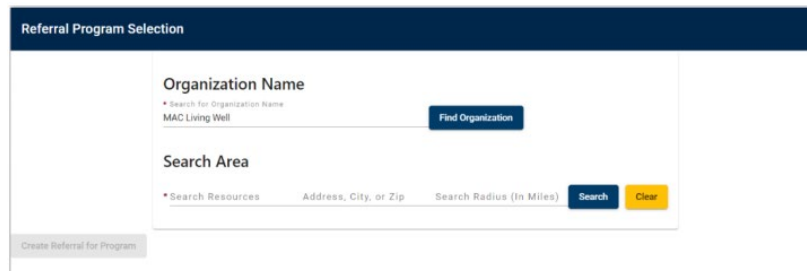 Referral Program Selection
Organization Name
* Search for Organization Name
MAC Living Well
Find Organization
Search Area
* Search Resources Address, City, or Zip Search Radius (In Miles) Search Clear
Create Referral for Program